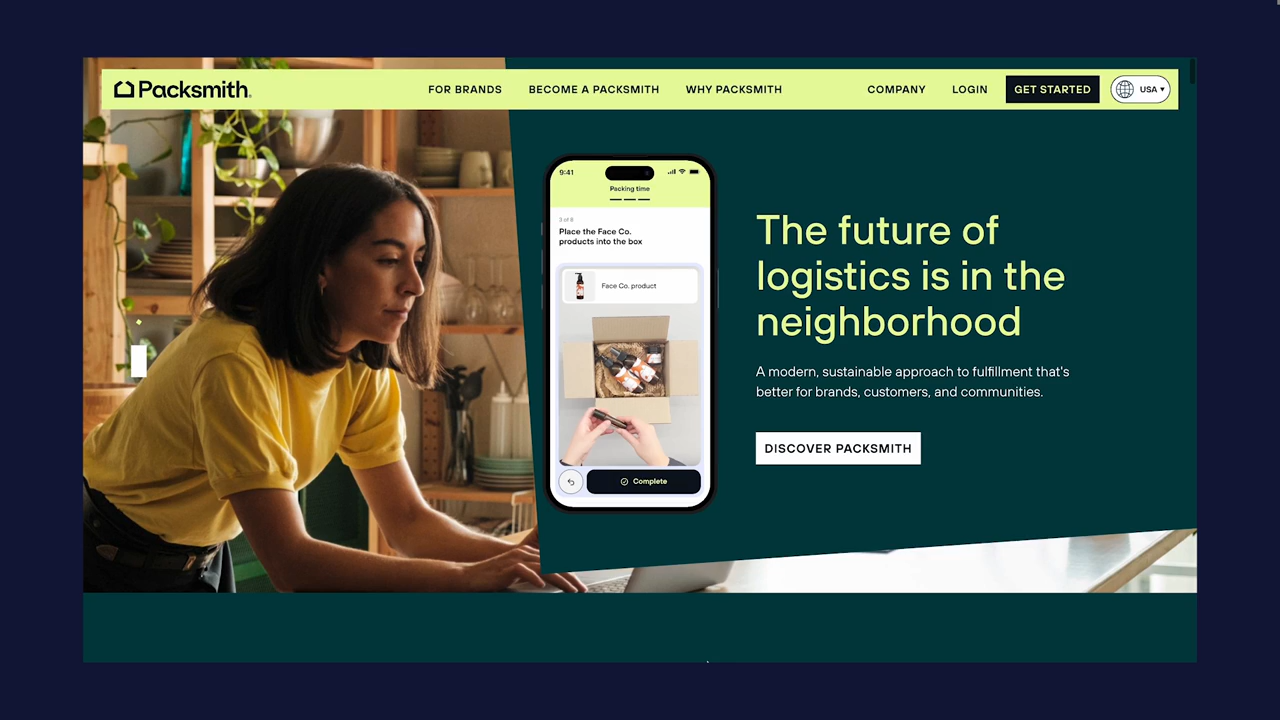 Packsmith
FOR BRANDS
BECOME A PACKSMITH
WHY PACKSMITH
COMPANY
LOGIN
GET STARTED
USA
9:41
Packing time
3 of 8
Place the Face Co.
products into the box
Face Co. product
Complete
The future of
logistics is in the
neighborhood
A modern, sustainable approach to fulfillment that's
better for brands, customers, and communities.
DISCOVER PACKSMITH